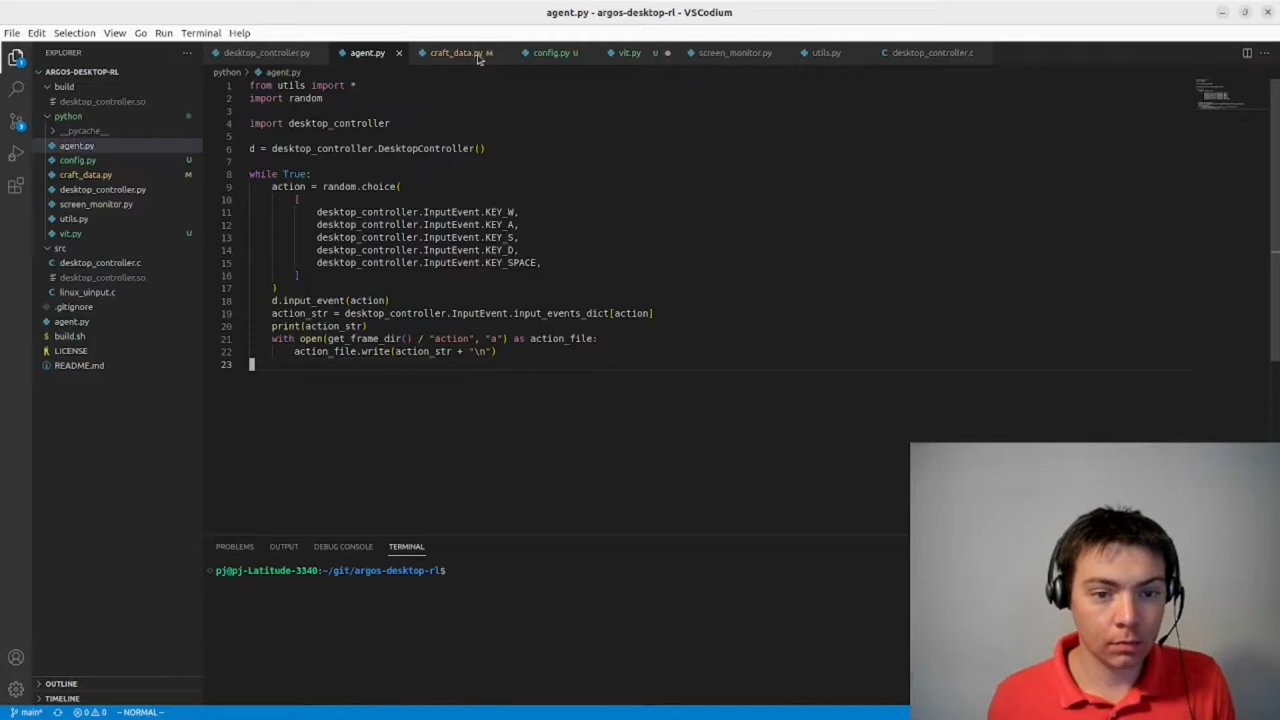 agent.py - argos-desktop-rl - VSCodium
File Edit Selection View Go Run Terminal Help
EXPLORER
desktop_controller.py agent.py craft_data.py M config.py U vit.py U screen_monitor.py utils.py desktop_controller.c
ARGOS-DESKTOP-RL
build
desktop_controller.so
python
__pycache__
agent.py
config.py U
craft_data.py M
desktop_controller.py
screen_monitor.py
utils.py
vit.py U
src
desktop_controller.c
desktop_controller.so
linux_uinput.c
.gitignore
agent.py
build.sh
LICENSE
README.md
OUTLINE
TIMELINE
python > agent.py
1 from utils import *
2 import random
3
4 import desktop_controller
5
6 d = desktop_controller.DesktopController()
7
8 while True:
9 action = random.choice(
10 [
11 desktop_controller.InputEvent.KEY_W,
12 desktop_controller.InputEvent.KEY_A,
13 desktop_controller.InputEvent.KEY_S,
14 desktop_controller.InputEvent.KEY_D,
15 desktop_controller.InputEvent.KEY_SPACE,
16 ]
17 )
18 d.input_event(action)
19 action_str = desktop_controller.InputEvent.input_events_dict[action]
20 print(action_str)
21 with open(get_frame_dir() / "action", "a") as action_file:
22 action_file.write(action_str + "\n")
23
PROBLEMS OUTPUT DEBUG CONSOLE TERMINAL
pj@pj-Latitude-3340:~/git/argos-desktop-rl$
main* 0 0 -- NORMAL --